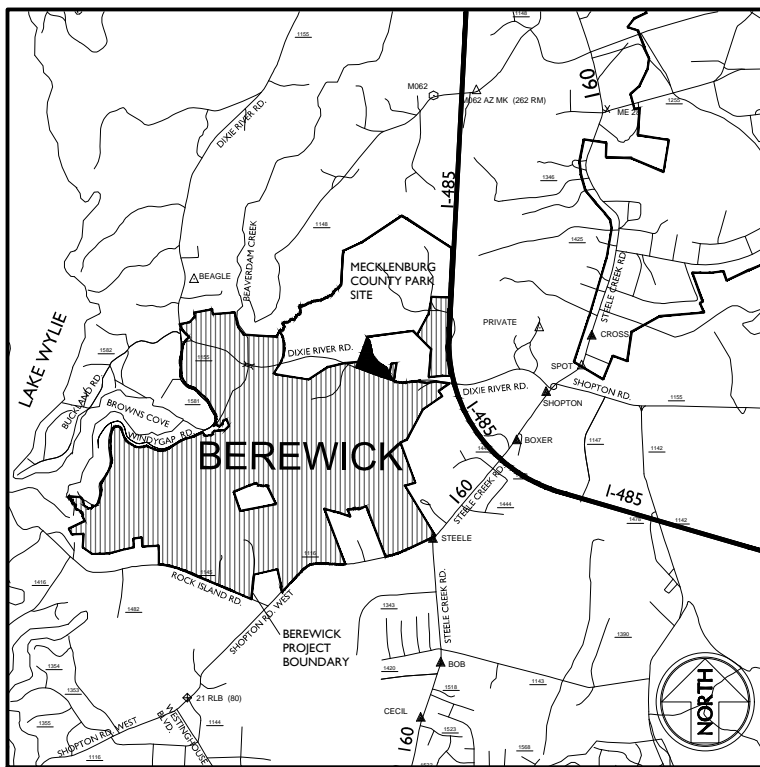 1155
1148
160
M062
M062 AZ MK (262 RM)
1255
DIXIE RIVER RD.
I-485
1346
1148
BEAVERDAM CREEK
1425
STEELE CREEK RD.
MECKLENBURG
COUNTY PARK
SITE
BEAGLE
PRIVATE
CROSS
LAKE WYLIE
1582
1155
DIXIE RIVER RD.
SPOT
BUCKLAND RD.
1581
DIXIE RIVER RD.
SHOPTON RD.
1155
BROWNS COVE
SHOPTON
WINDYGAP RD.
I-485
BOXER
1147
1142
BEREWICK
160
STEELE CREEK RD.
I-485
1444
1142
STEELE
1116
1145
1416
ROCK ISLAND RD.
1482
SHOPTON RD. WEST
1343
STEELE CREEK RD.
BEREWICK
PROJECT
BOUNDARY
1390
1354
1420
BOB
1353
1518
1143
21 RLB (80)
NORTH
CECIL
1355
1144
1523
160
SHOPTON RD. WEST
WESTINGHOUSE
BLVD.
1568
1116